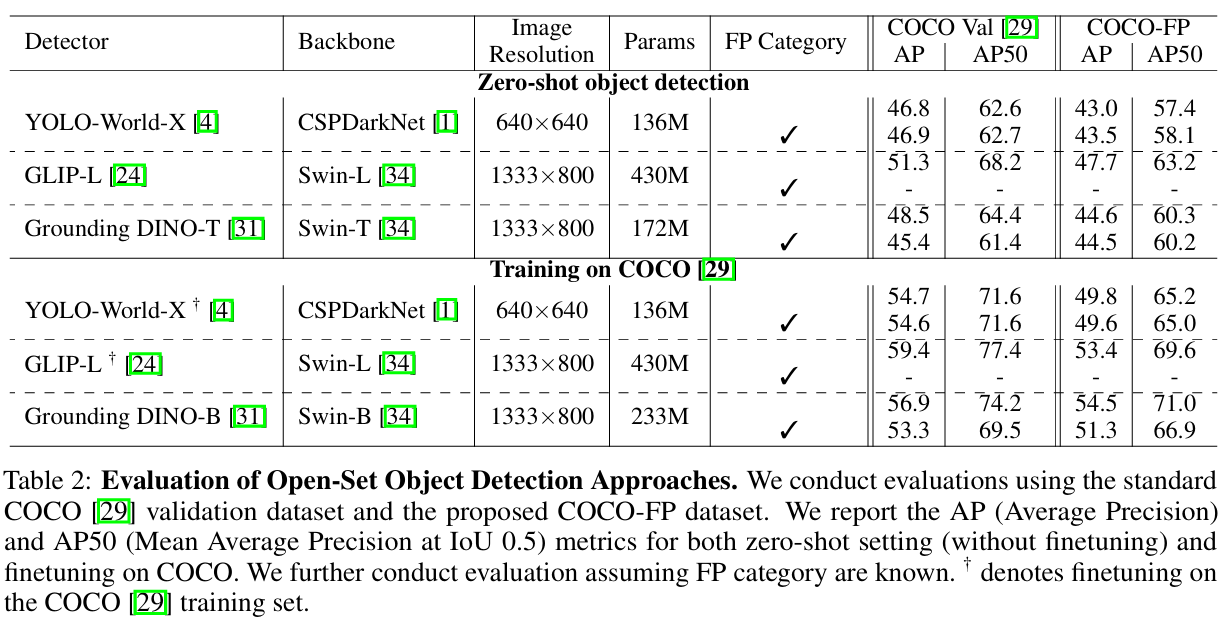 Detector Backbone Image Resolution Params FP Category COCO Val [29] COCO-FP
AP AP50 AP AP50
Zero-shot object detection
YOLO-World-X [4] CSPDarkNet [1] 640×640 136M 46.8 62.6 43.0 57.4
✓ 46.9 62.7 43.5 58.1
GLIP-L [24] Swin-L [34] 1333×800 430M 51.3 68.2 47.7 63.2
✓ - - - -
Grounding DINO-T [31] Swin-T [34] 1333×800 172M 48.5 64.4 44.6 60.3
✓ 45.4 61.4 44.5 60.2
Training on COCO [29]
YOLO-World-X † [4] CSPDarkNet [1] 640×640 136M 54.7 71.6 49.8 65.2
✓ 54.6 71.6 49.6 65.0
GLIP-L † [24] Swin-L [34] 1333×800 430M 59.4 77.4 53.4 69.6
✓ - - - -
Grounding DINO-B [31] Swin-B [34] 1333×800 233M 56.9 74.2 54.5 71.0
✓ 53.3 69.5 51.3 66.9
Table 2: Evaluation of Open-Set Object Detection Approaches. We conduct evaluations using the standard
COCO [29] validation dataset and the proposed COCO-FP dataset. We report the AP (Average Precision)
and AP50 (Mean Average Precision at IoU 0.5) metrics for both zero-shot setting (without finetuning) and
finetuning on COCO. We further conduct evaluation assuming FP category are known. † denotes finetuning on
the COCO [29] training set.